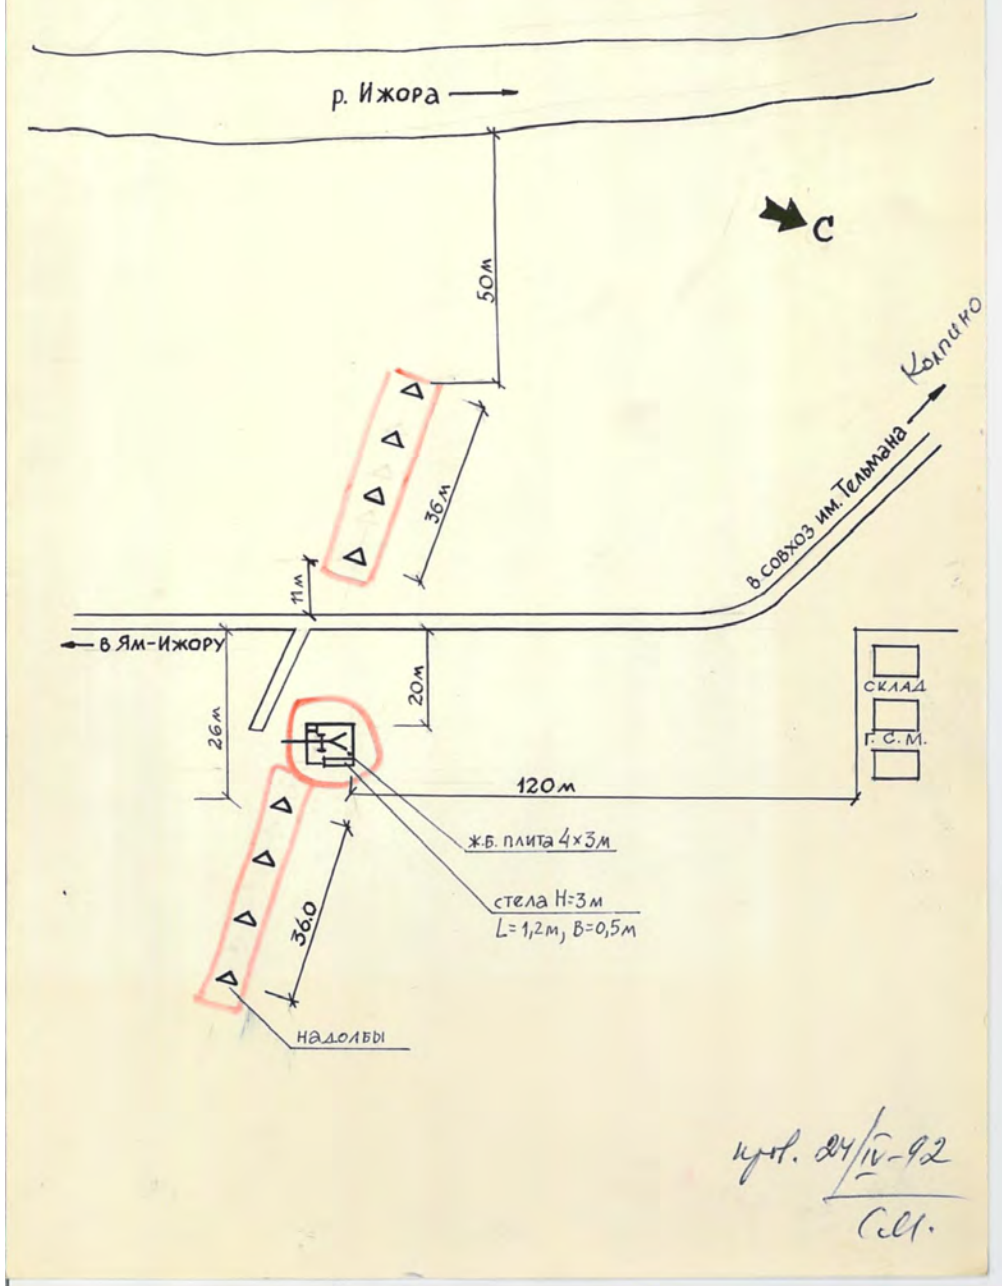 р. Ижора
С
50м
Колпино
в совхоз им. Тельмана
36м
11м
в Ям-Ижору
20м
26м
склад
Г.С.М.
120м
ж.б. плита 4×3м
стела H=3м
L=1,2м, B=0,5м
36.0
надолбы
пров. 24/IV-92
С.И.